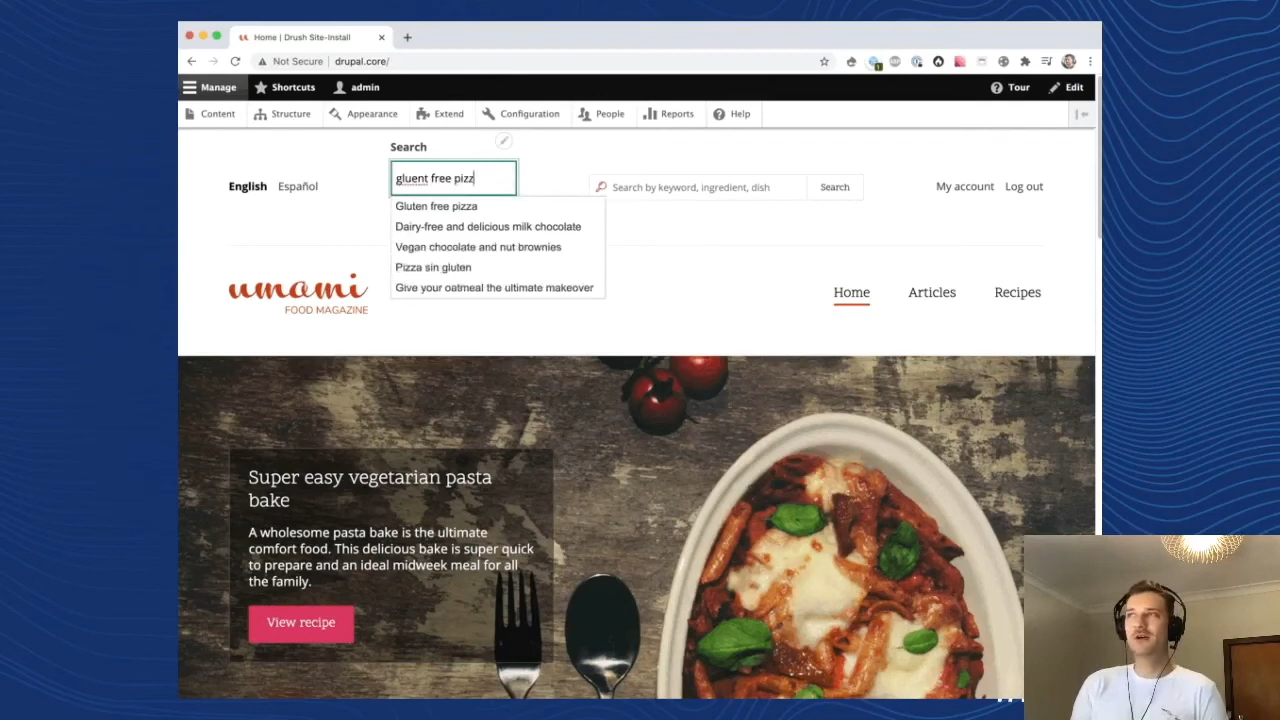 Home | Drush Site-Install
Not Secure | drupal.core/
1
Manage Shortcuts admin Tour Edit
Content Structure Appearance Extend Configuration People Reports Help
Search
English Español
gluent free pizz
Search by keyword, ingredient, dish Search
My account Log out
Gluten free pizza
Dairy-free and delicious milk chocolate
Vegan chocolate and nut brownies
Pizza sin gluten
Give your oatmeal the ultimate makeover
umami
FOOD MAGAZINE
Home Articles Recipes
Super easy vegetarian pasta
bake
A wholesome pasta bake is the ultimate
comfort food. This delicious bake is super quick
to prepare and an ideal midweek meal for all
the family.
View recipe